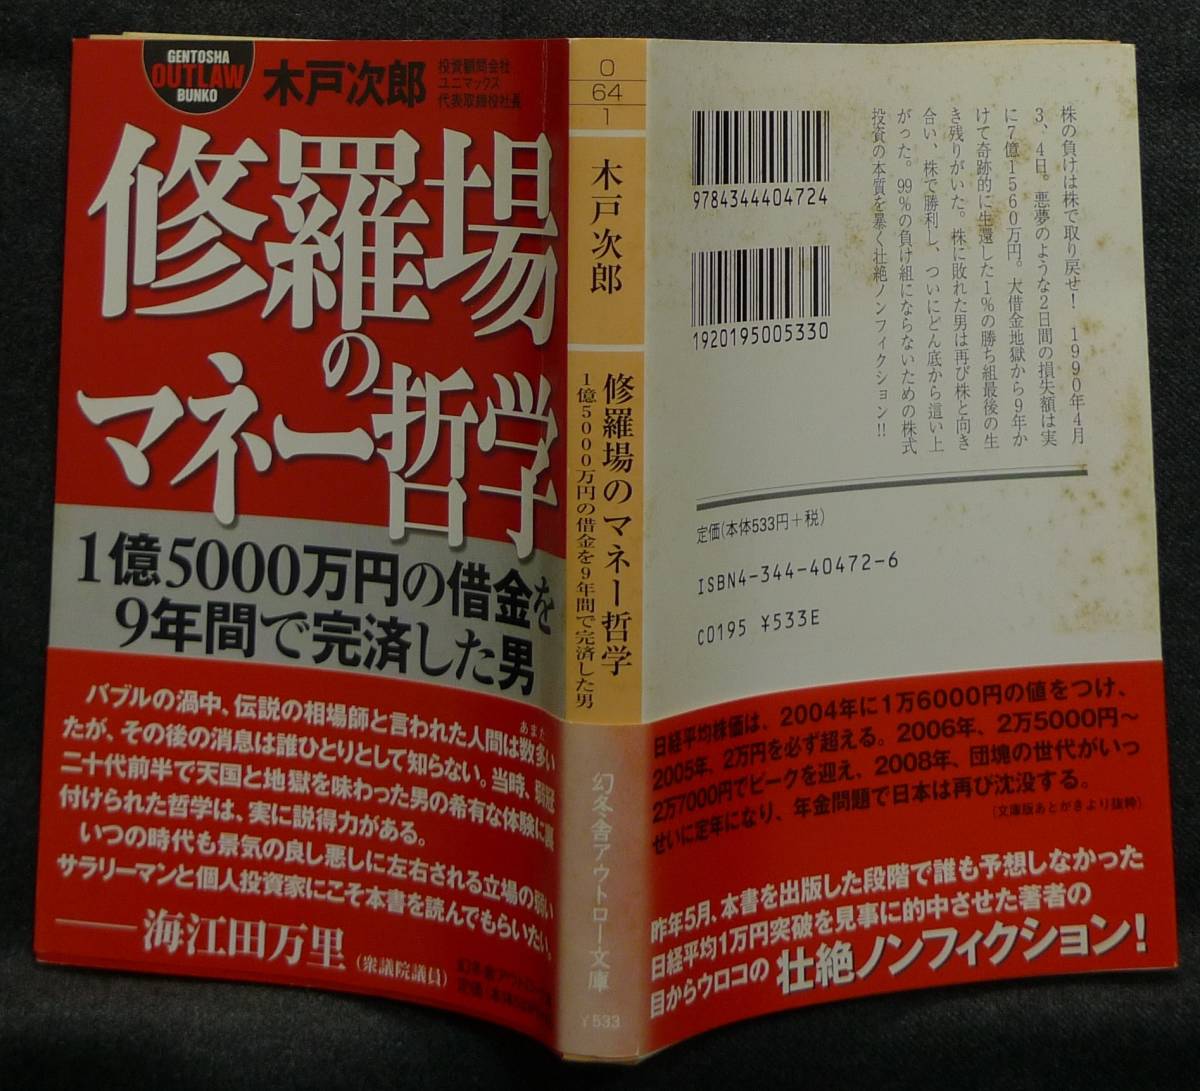 GENTOSHA
OUTLAW
BUNKO
木戸次郎
投資顧問会社
ユニマックス
代表取締役社長
修羅場
の
マネー哲学
1億5000万円の借金を
9年間で完済した男
バブルの渦中、伝説の相場師と言われた人間は数多い
あまた
たが、その後の消息は誰ひとりとして知らない。当時、弱冠
二十代前半で天国と地獄を味わった男の希有な体験に裏
付けられた哲学は、実に説得力がある。
いつの時代も景気の良し悪しに左右される立場の弱い
サラリーマンと個人投資家にこそ本書を読んでもらいたい。
――海江田万里(衆議院議員)
幻冬舎アウトロー文庫
0
64
1
木戸次郎
修羅場のマネー哲学
1億5000万円の借金を9年間で完済した男
幻冬舎アウトロー文庫
¥533
9784344404724
1920195005330
株の負けは株で取り戻せ! 1990年4月
3、4日。悪夢のような2日間の損失額は実
に7億1560万円。大借金地獄から9年か
けて奇跡的に生還した1%の勝ち組最後の生
き残りがいた。株に敗れた男は再び株と向き
合い、株で勝利し、ついにどん底から這い上
がった。99%の負け組にならないための株式
投資の本質を暴く壮絶ノンフィクション!!
定価(本体533円+税)
ISBN4-344-40472-6
C0195 ¥533E
日経平均株価は、2004年に1万6000円の値をつけ、
2005年、2万円を必ず超える。2006年、2万5000円〜
2万7000円でピークを迎え、2008年、団塊の世代がいっ
せいに定年になり、年金問題で日本は再び沈没する。
(文庫版あとがきより抜粋)
昨年5月、本書を出版した段階で誰も予想しなかった
日経平均1万円突破を見事に的中させた著者の
目からウロコの壮絶ノンフィクション!